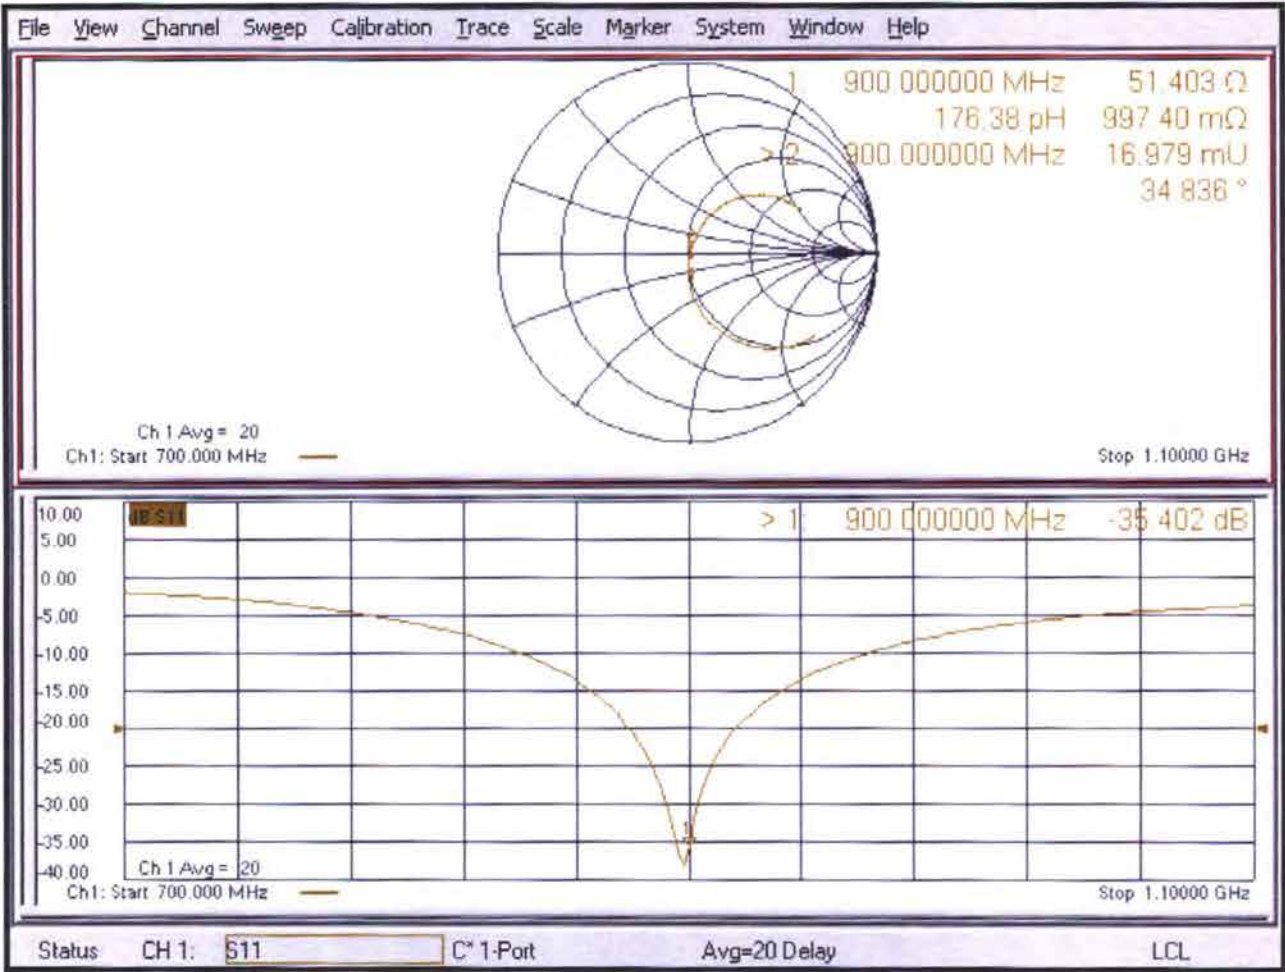 File View Channel Sweep Calibration Trace Scale Marker System Window Help
1: 900.000000 MHz 51.403 Ω
176.38 pH 997.40 mΩ
> 2: 900.000000 MHz 16.979 mU
34.836 °
Ch 1 Avg = 20
Ch1: Start 700.000 MHz Stop 1.10000 GHz
10.00 dB S11 > 1: 900.000000 MHz -35.402 dB
5.00
0.00
-5.00
-10.00
-15.00
-20.00
-25.00
-30.00
1
-35.00
-40.00 Ch 1 Avg = 20
Ch1: Start 700.000 MHz Stop 1.10000 GHz
Status CH 1: S11 C* 1-Port Avg=20 Delay LCL